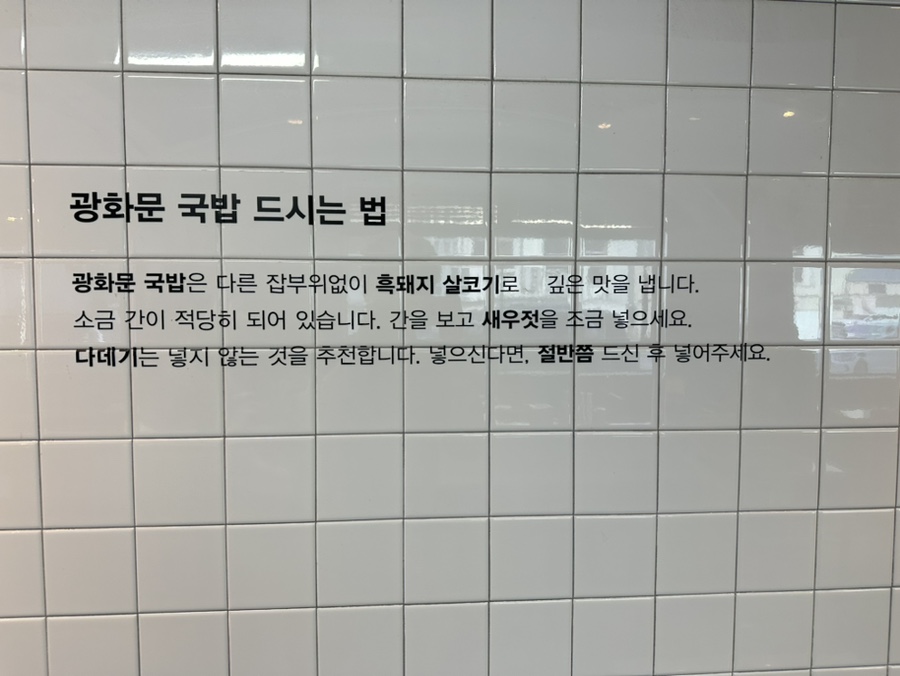 광화문 국밥 드시는 법
광화문 국밥은 다른 잡부위없이 흑돼지 살코기로 깊은 맛을 냅니다.
소금 간이 적당히 되어 있습니다. 간을 보고 새우젓을 조금 넣으세요.
다데기는 넣지 않는 것을 추천합니다. 넣으신다면, 절반쯤 드신 후 넣어주세요.